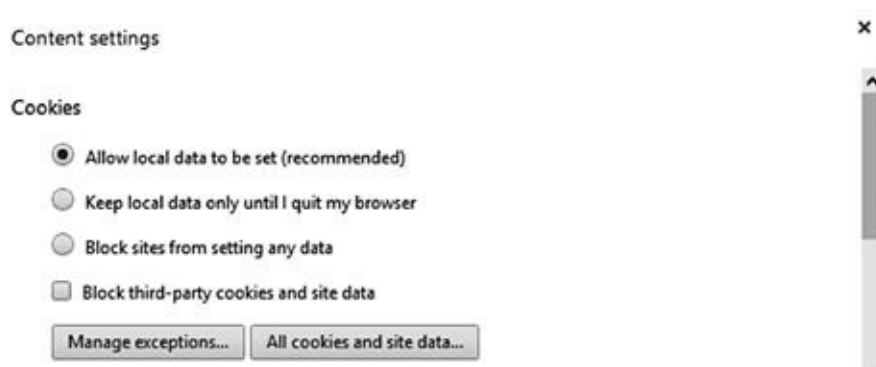 Content settings
Cookies
Allow local data to be set (recommended)
Keep local data only until I quit my browser
Block sites from setting any data
Block third-party cookies and site data
Manage exceptions... All cookies and site data...